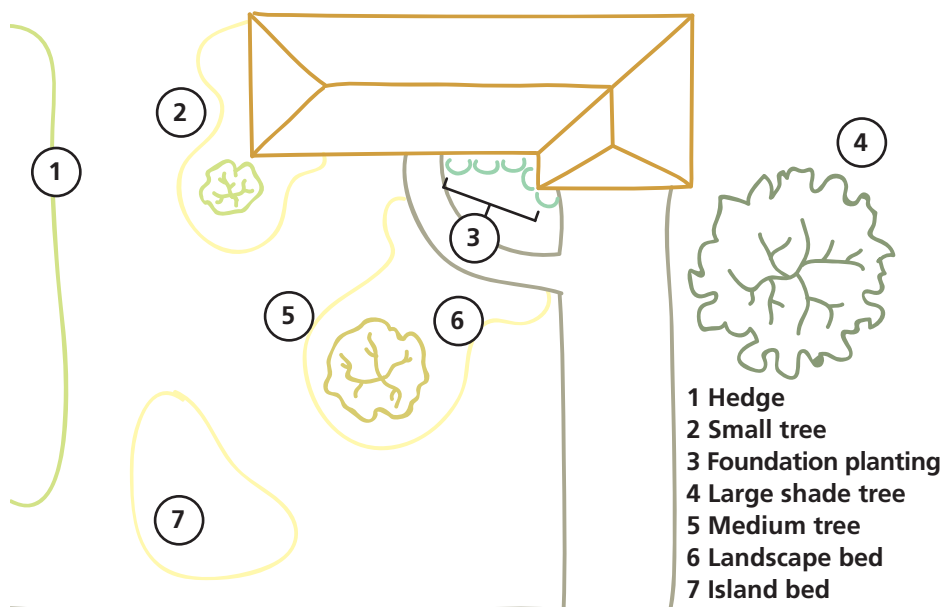 1
2
3
4
5
6
7
1 Hedge
2 Small tree
3 Foundation planting
4 Large shade tree
5 Medium tree
6 Landscape bed
7 Island bed